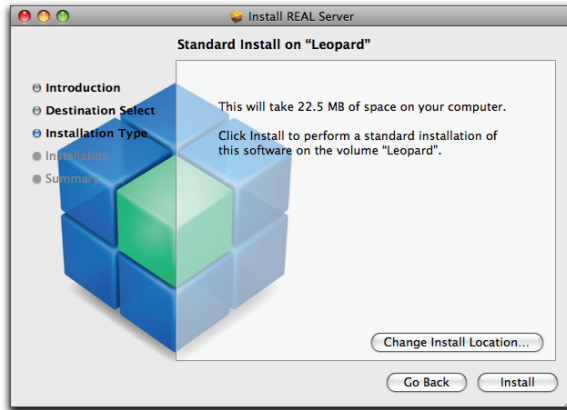 Install REAL Server
Standard Install on “Leopard”
Introduction
Destination Select
Installation Type
Installation
Summary
This will take 22.5 MB of space on your computer.
Click Install to perform a standard installation of
this software on the volume “Leopard”.
Change Install Location...
Go Back
Install